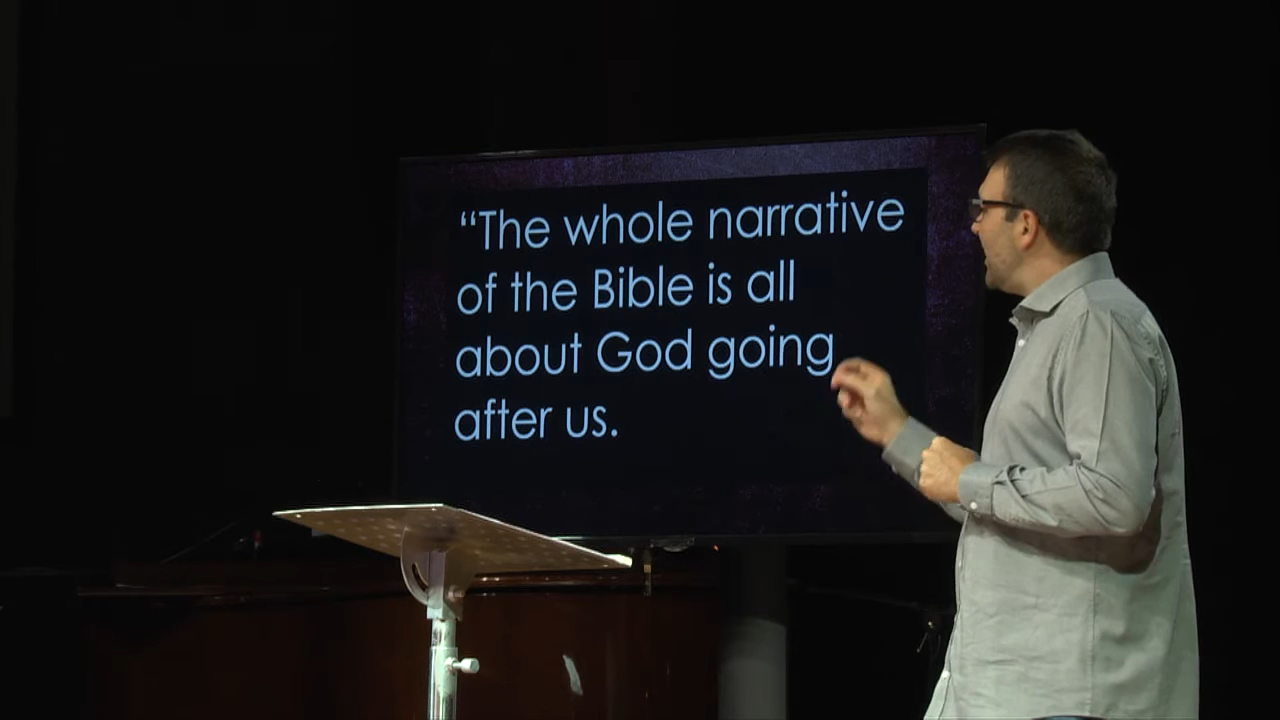 “The whole narrative
of the Bible is all
about God going
after us.